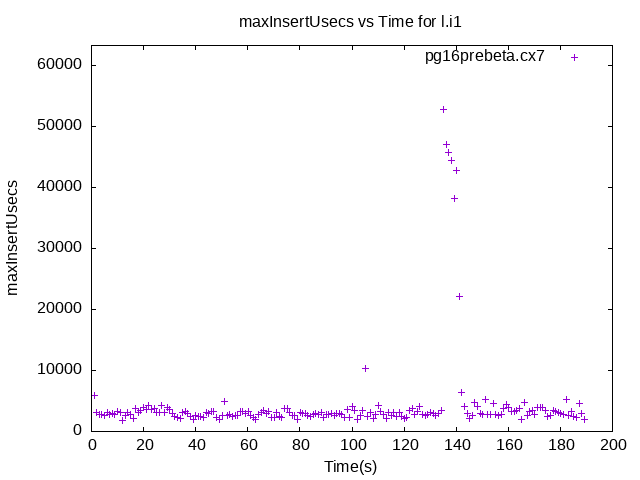 maxInsertUsecs vs Time for l.i1
pg16prebeta.cx7
60000
50000
40000
30000
20000
10000
0
maxInsertUsecs
0 20 40 60 80 100 120 140 160 180 200
Time(s)